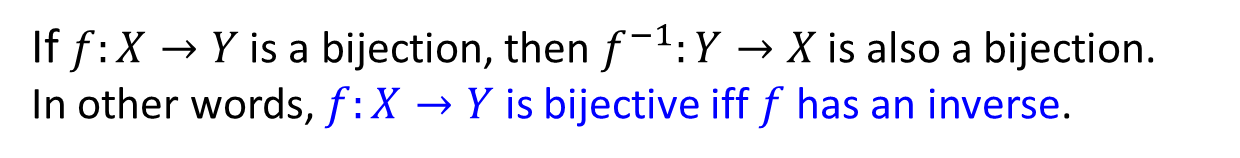 If 𝑓: 𝑋 → 𝑌 is a bijection, then 𝑓⁻¹: 𝑌 → 𝑋 is also a bijection.
In other words, 𝑓: 𝑋 → 𝑌 is bijective iff 𝑓 has an inverse.